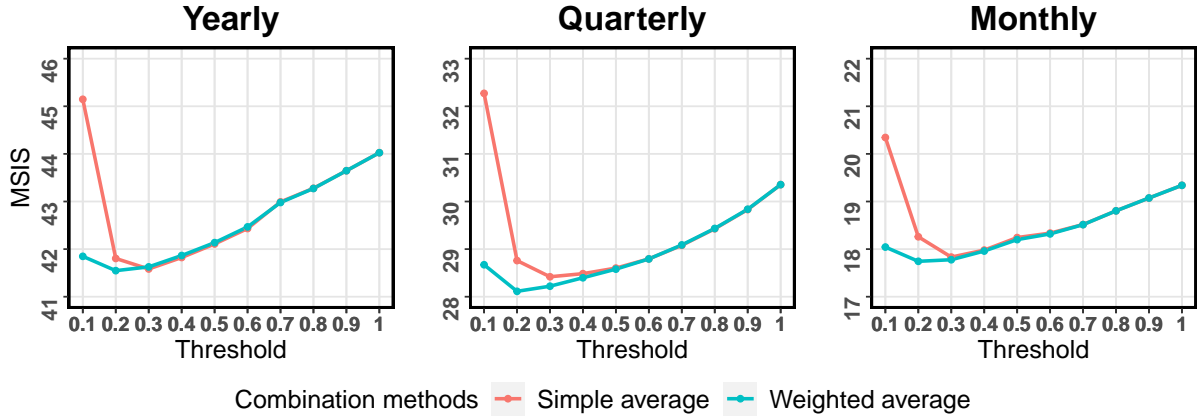 Yearly
Quarterly
Monthly
MSIS
46
45
44
43
42
41
33
32
31
30
29
28
22
21
20
19
18
17
0.1 0.2 0.3 0.4 0.5 0.6 0.7 0.8 0.9 1
0.1 0.2 0.3 0.4 0.5 0.6 0.7 0.8 0.9 1
0.1 0.2 0.3 0.4 0.5 0.6 0.7 0.8 0.9 1
Threshold
Threshold
Threshold
Combination methods Simple average Weighted average